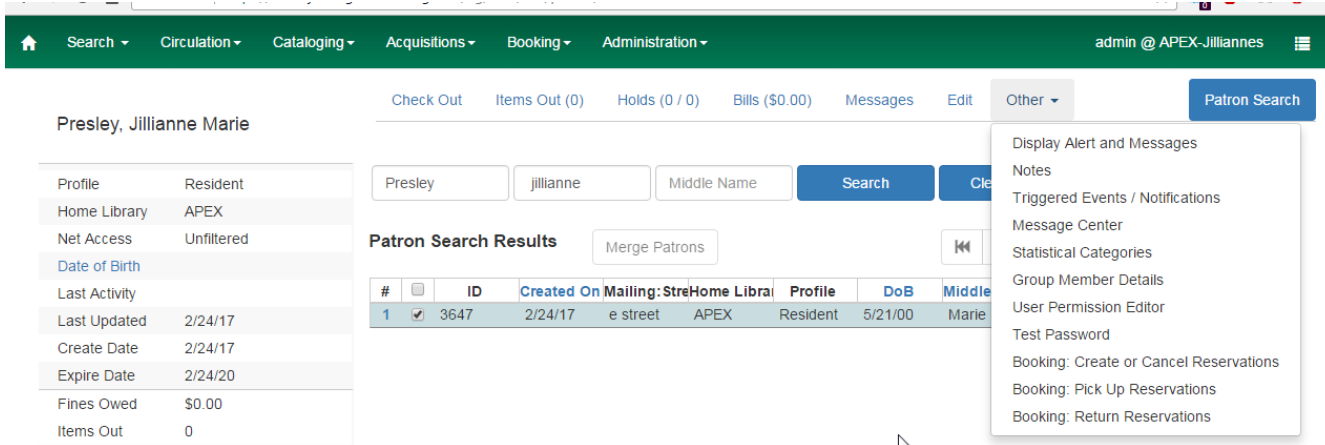 Search Circulation Cataloging Acquisitions Booking Administration admin @ APEX-Jilliannes
Check Out Items Out (0) Holds (0 / 0) Bills ($0.00) Messages Edit Other Patron Search
Presley, Jillianne Marie
Display Alert and Messages
Notes
Triggered Events / Notifications
Message Center
Statistical Categories
Group Member Details
User Permission Editor
Test Password
Booking: Create or Cancel Reservations
Booking: Pick Up Reservations
Booking: Return Reservations
Profile Resident
Home Library APEX
Net Access Unfiltered
Date of Birth
Last Activity
Last Updated 2/24/17
Create Date 2/24/17
Expire Date 2/24/20
Fines Owed $0.00
Items Out 0
Presley jillianne Middle Name Search Cle
Patron Search Results Merge Patrons
# ID Created On Mailing:Stre Home Librar Profile DoB Middle
1 3647 2/24/17 e street APEX Resident 5/21/00 Marie